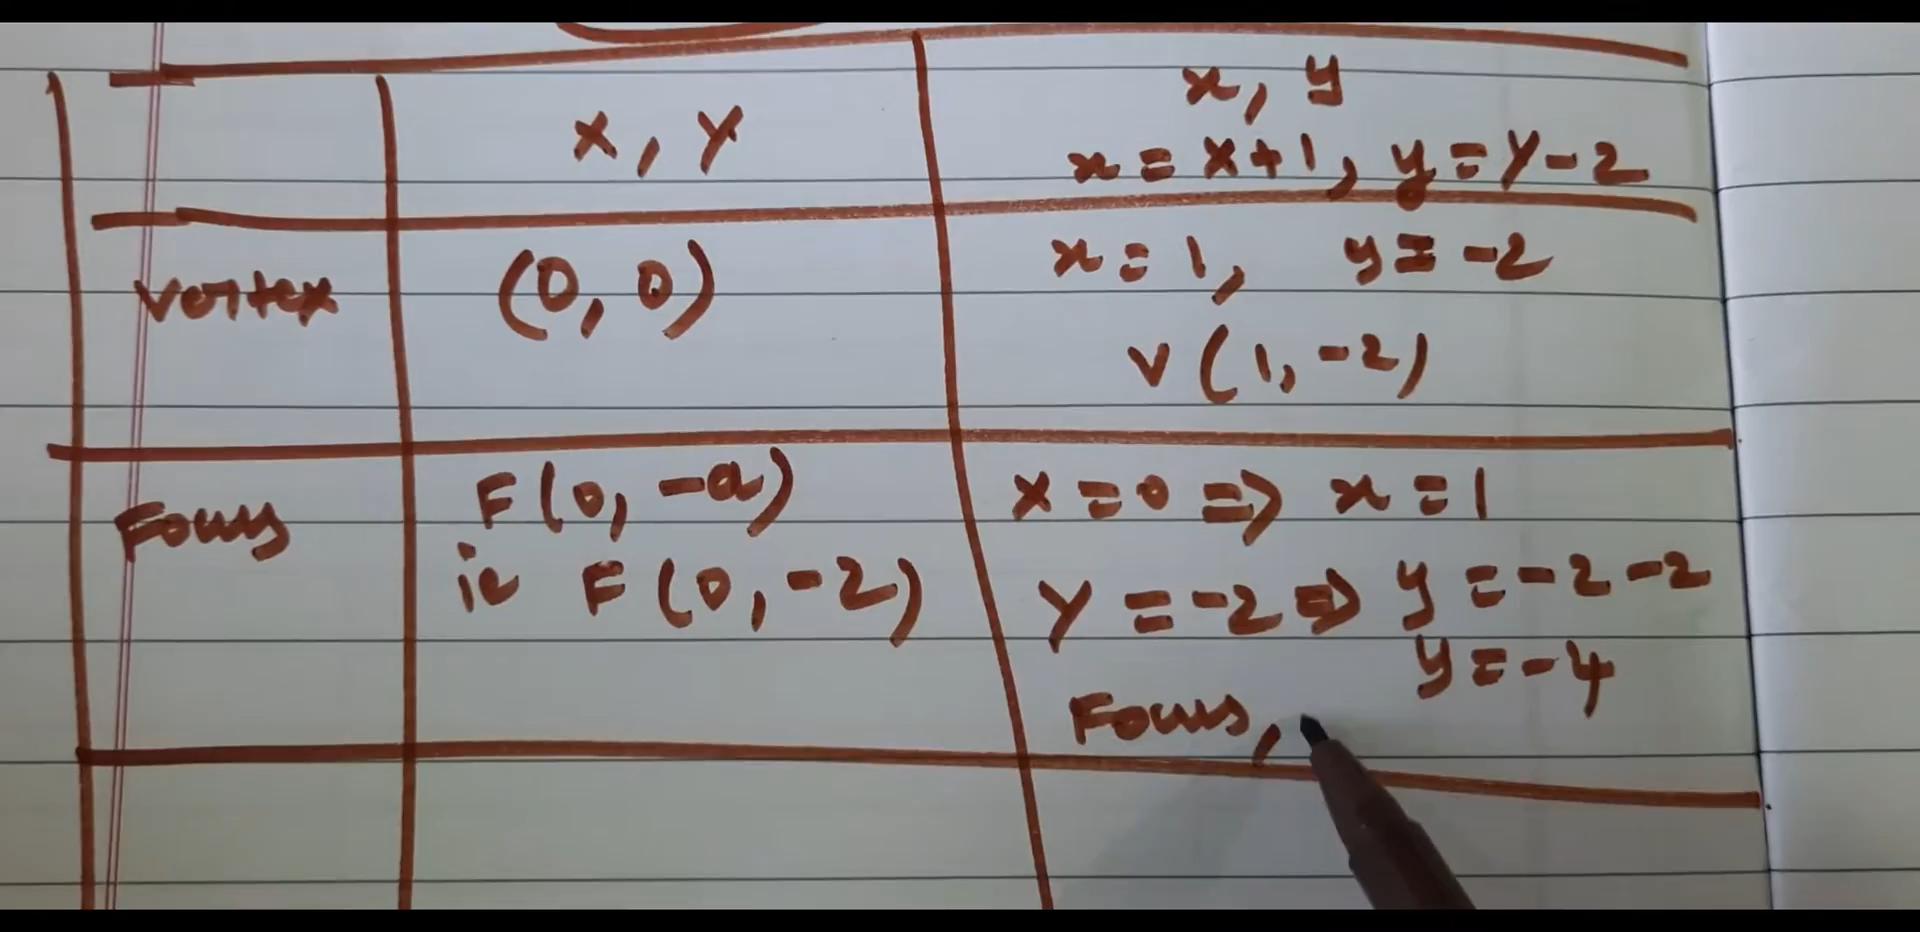 X, Y
x, y
x = X+1, y = Y-2
Vertex
(0, 0)
x = 1, y = -2
V (1, -2)
Focus
F(0, -a)
ie F(0, -2)
X = 0 ⇒ x = 1
Y = -2 ⇒ y = -2 -2
y = -4
Focus,